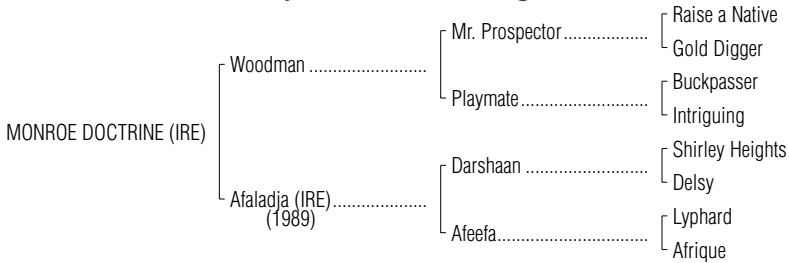 Raise a Native
Mr. Prospector....................
Gold Digger
Woodman ...........................
Buckpasser
Playmate..............................
Intriguing
MONROE DOCTRINE (IRE)
Shirley Heights
Darshaan .............................
Delsy
Afaladja (IRE)......................
(1989)
Lyphard
Afeefa...................................
Afrique